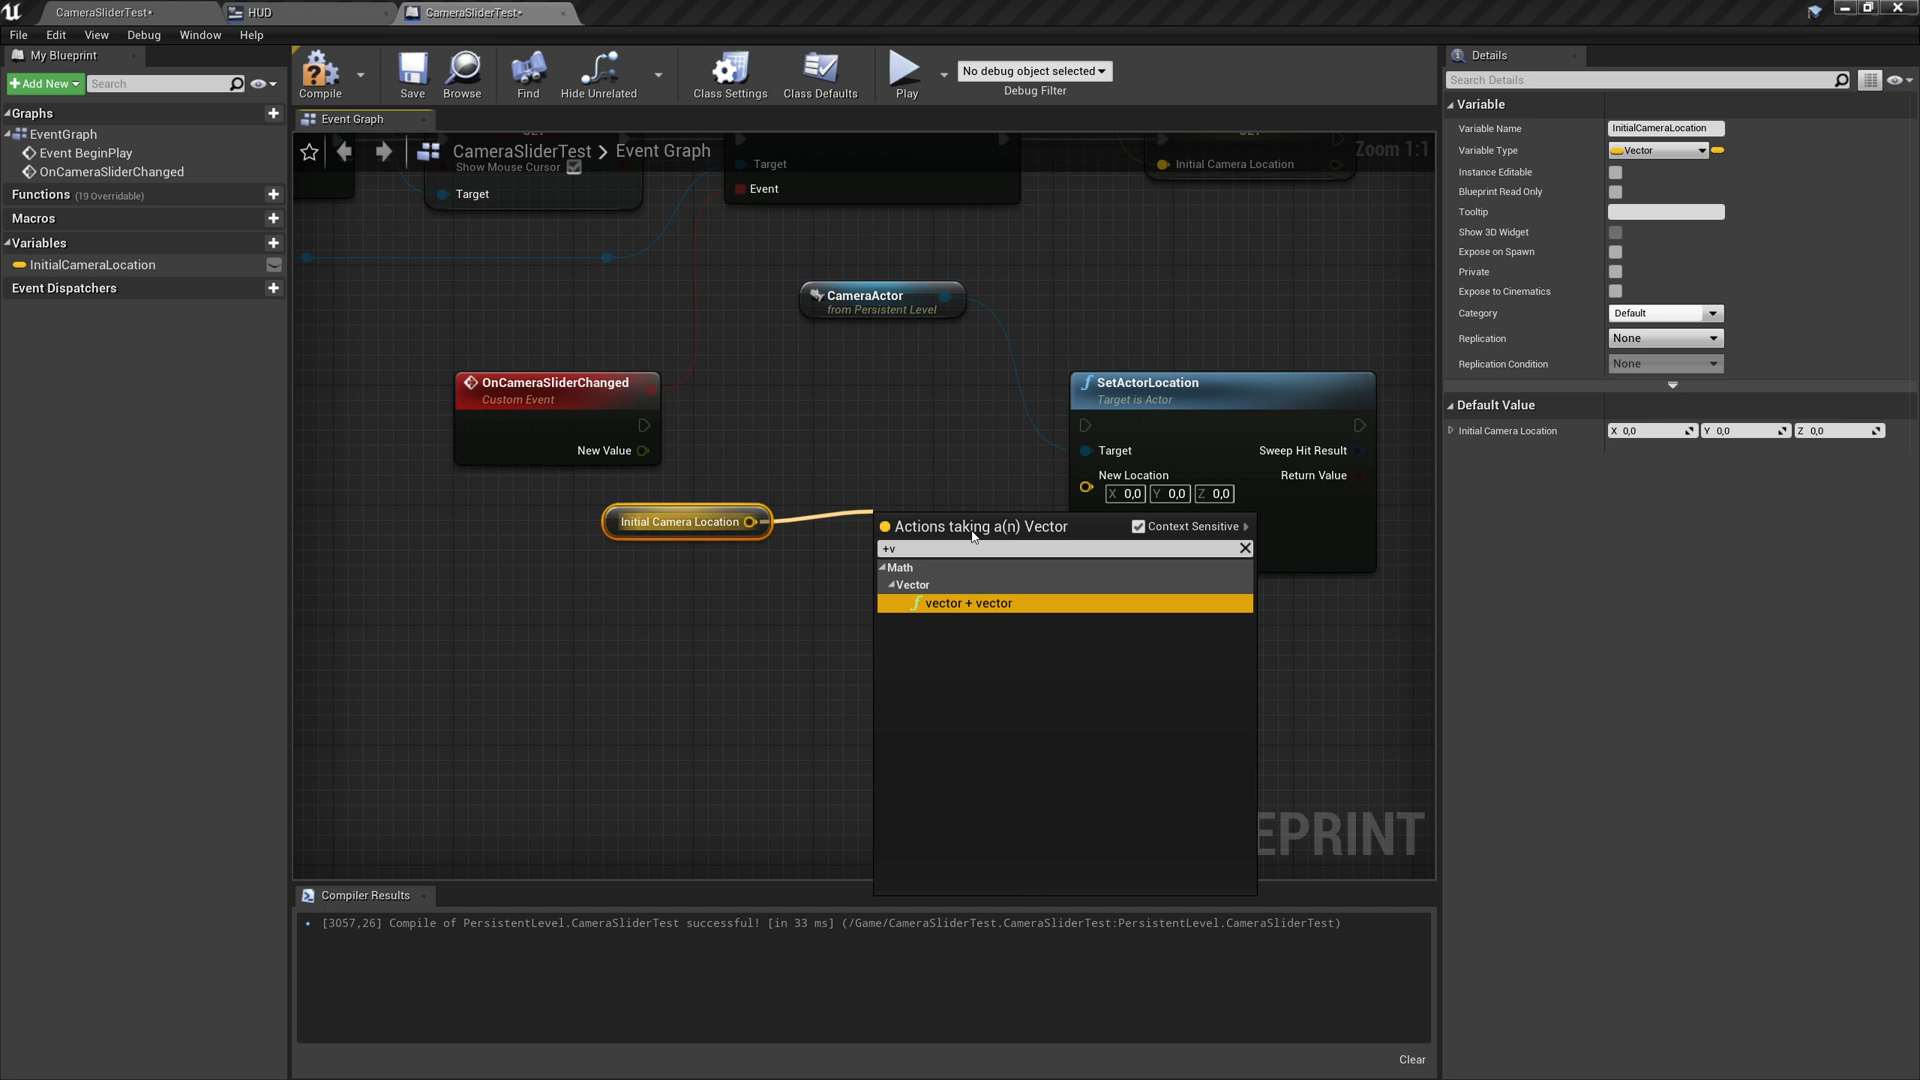 CameraSliderTest•
HUD
CameraSliderTest•
File Edit View Debug Window Help
My Blueprint
+Add New
Search
Graphs
EventGraph
Event BeginPlay
OnCameraSliderChanged
Functions (19 Overridable)
Macros
Variables
InitialCameraLocation
Event Dispatchers
Compile
Save
Browse
Find
Hide Unrelated
Class Settings
Class Defaults
Play
No debug object selected
Debug Filter
Event Graph
CameraSliderTest > Event Graph
Zoom 1:1
Show Mouse Cursor
Target
Target
Event
Initial Camera Location
CameraActor
from Persistent Level
OnCameraSliderChanged
Custom Event
New Value
SetActorLocation
Target is Actor
Target
Sweep Hit Result
New Location
Return Value
X 0,0 Y 0,0 Z 0,0
Initial Camera Location
Actions taking a(n) Vector
Context Sensitive
+v
Math
Vector
f vector + vector
EPRINT
Compiler Results
• [3057,26] Compile of PersistentLevel.CameraSliderTest successful! [in 33 ms] (/Game/CameraSliderTest.CameraSliderTest:PersistentLevel.CameraSliderTest)
Clear
Details
Search Details
Variable
Variable Name InitialCameraLocation
Variable Type Vector
Instance Editable
Blueprint Read Only
Tooltip
Show 3D Widget
Expose on Spawn
Private
Expose to Cinematics
Category Default
Replication None
Replication Condition None
Default Value
Initial Camera Location X 0,0 Y 0,0 Z 0,0